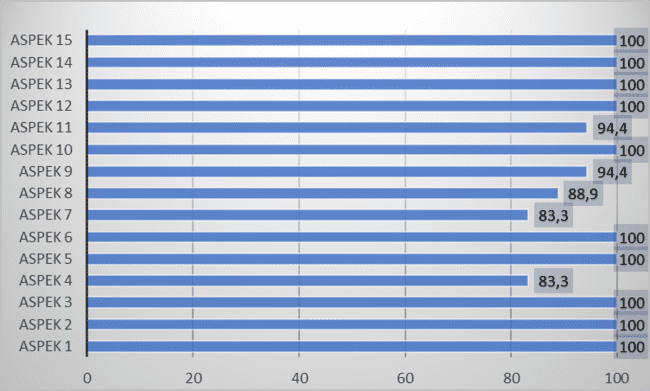 ASPEK 15 100
ASPEK 14 100
ASPEK 13 100
ASPEK 12 100
ASPEK 11 94,4
ASPEK 10 100
ASPEK 9 94,4
ASPEK 8 88,9
ASPEK 7 83,3
ASPEK 6 100
ASPEK 5 100
ASPEK 4 83,3
ASPEK 3 100
ASPEK 2 100
ASPEK 1 100
0 20 40 60 80 100